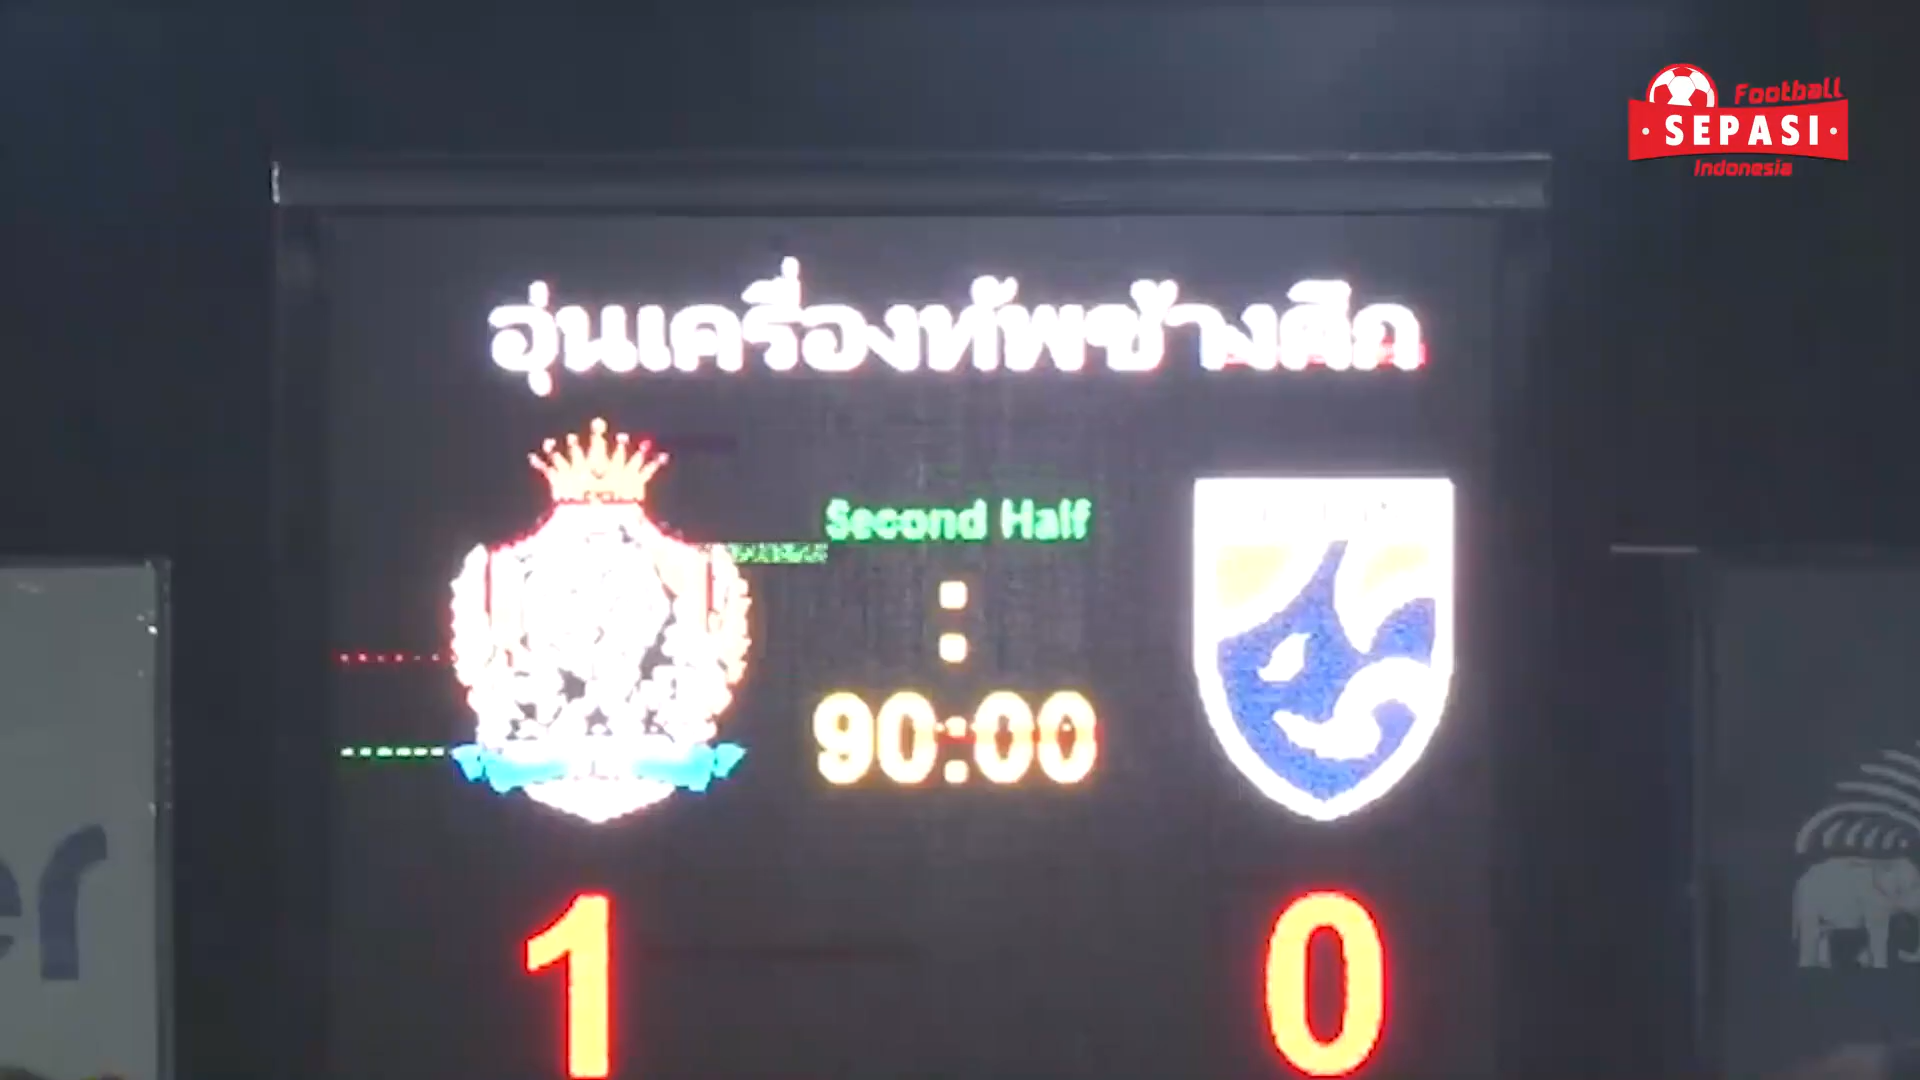 Football
SEPASI
Indonesia
อุ่นเครื่องทัพช้างศึก
Second Half
:
90:00
1 0
er